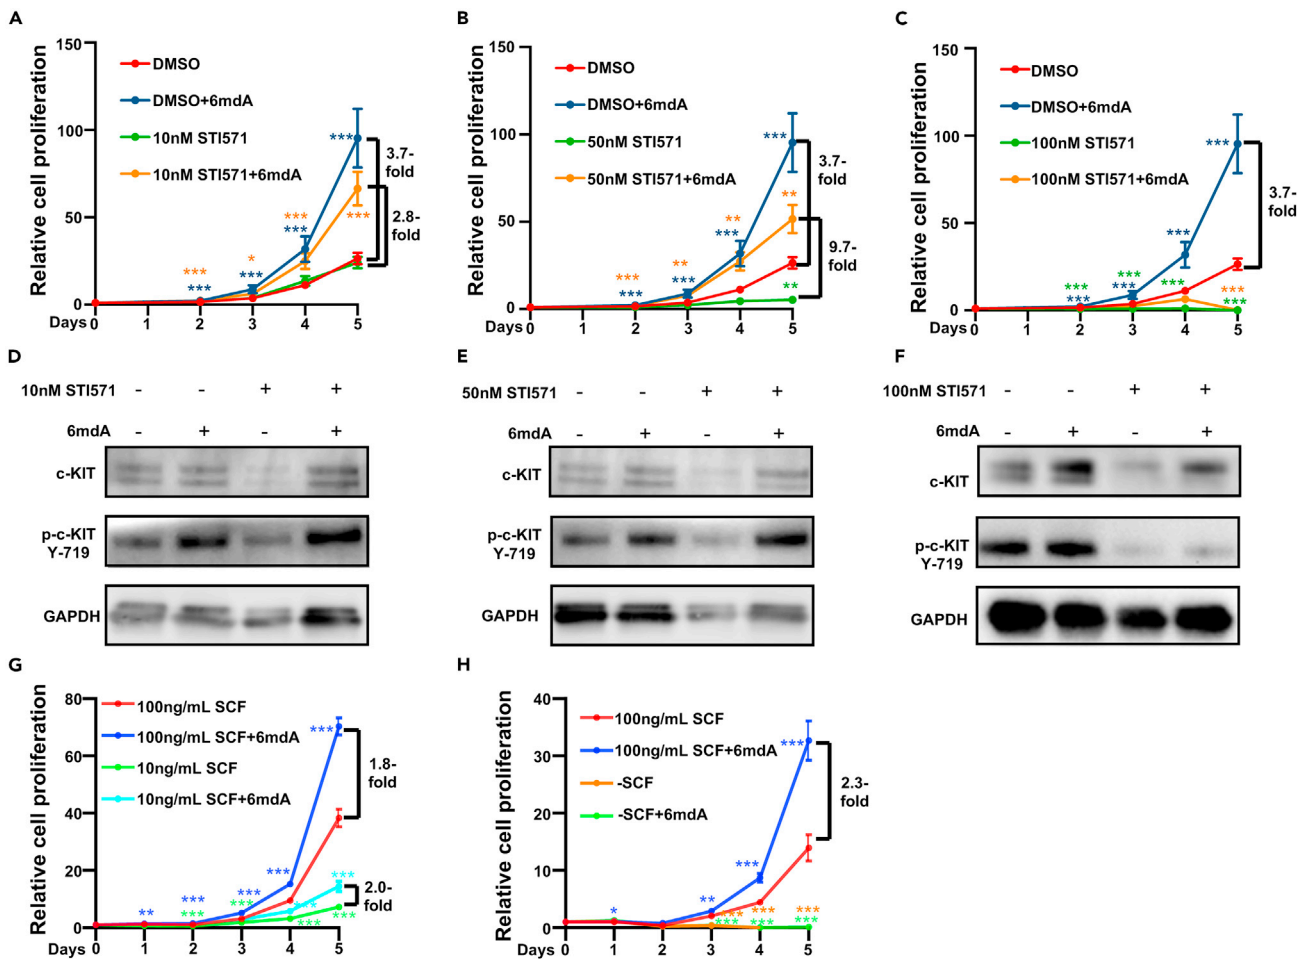 A
Relative cell proliferation
150
100
50
0
Days 0 1 2 3 4 5
DMSO
DMSO+6mdA
10nM STI571
10nM STI571+6mdA
***
***
***
*
***
***
***
***
3.7-
fold
2.8-
fold
B
Relative cell proliferation
150
100
50
0
Days 0 1 2 3 4 5
DMSO
DMSO+6mdA
50nM STI571
50nM STI571+6mdA
***
***
**
***
**
***
***
**
**
3.7-
fold
9.7-
fold
C
Relative cell proliferation
150
100
50
0
Days 0 1 2 3 4 5
DMSO
DMSO+6mdA
100nM STI571
100nM STI571+6mdA
***
***
***
***
***
***
***
***
***
3.7-
fold
D
10nM STI571 - - + +
6mdA - + - +
c-KIT
p-c-KIT
Y-719
GAPDH
E
50nM STI571 - - + +
6mdA - + - +
c-KIT
p-c-KIT
Y-719
GAPDH
F
100nM STI571 - - + +
6mdA - + - +
c-KIT
p-c-KIT
Y-719
GAPDH
G
Relative cell proliferation
80
60
40
20
0
Days 0 1 2 3 4 5
100ng/mL SCF
100ng/mL SCF+6mdA
10ng/mL SCF
10ng/mL SCF+6mdA
**
***
***
***
***
***
***
***
***
***
***
1.8-
fold
2.0-
fold
H
Relative cell proliferation
40
30
20
10
0
Days 0 1 2 3 4 5
100ng/mL SCF
100ng/mL SCF+6mdA
-SCF
-SCF+6mdA
*
**
***
***
***
***
***
***
***
2.3-
fold